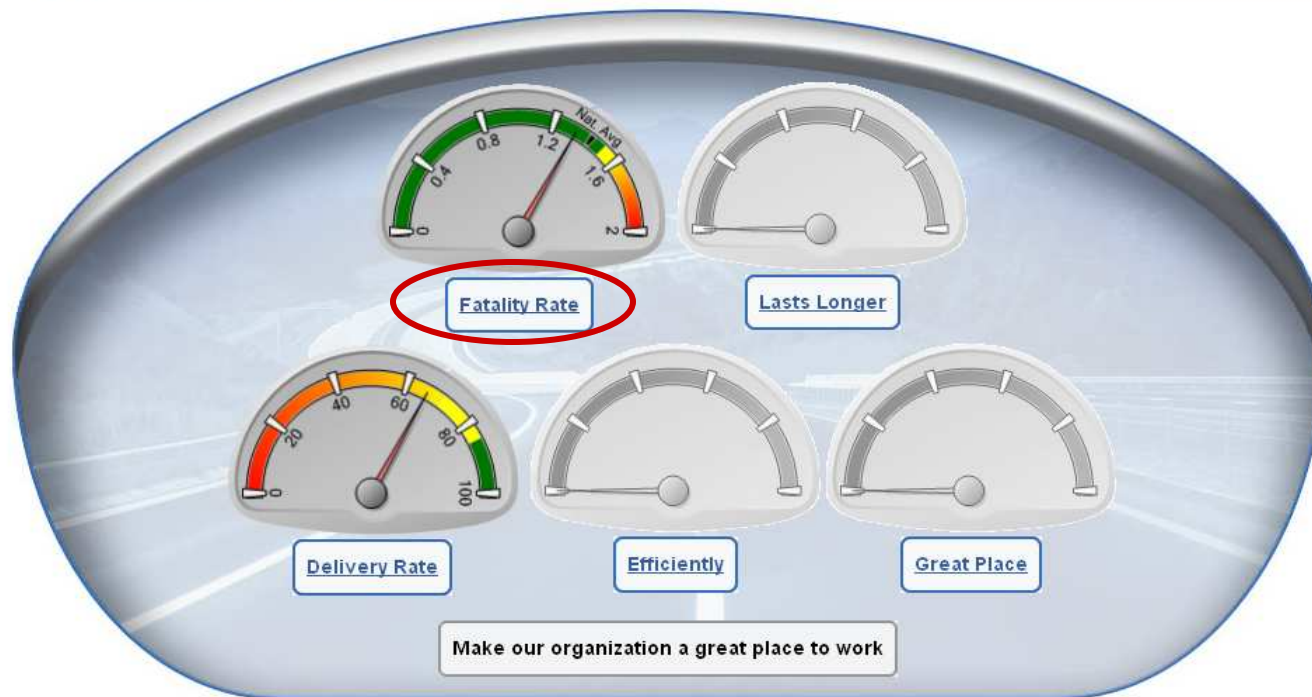 Nat. Avg
0
0.4
0.8
1.2
1.6
2
Fatality Rate
Lasts Longer
0
20
40
60
80
100
Delivery Rate
Efficiently
Great Place
Make our organization a great place to work